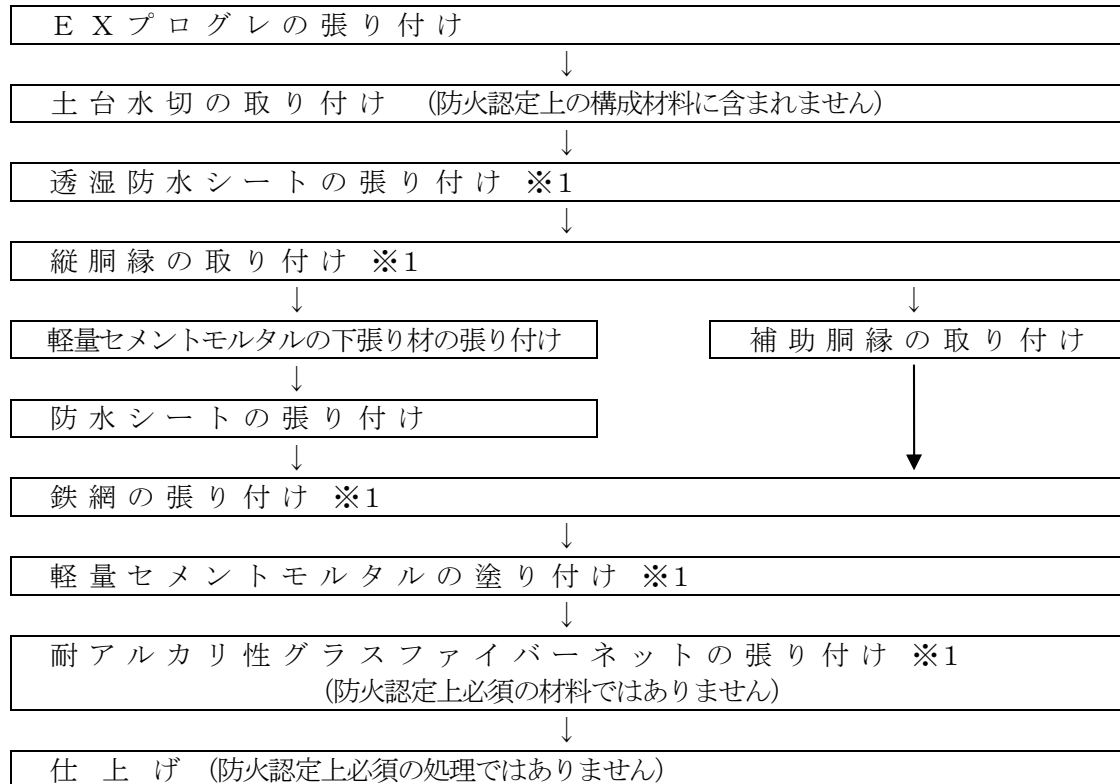 ＥＸプログレの張り付け
↓
土台水切の取り付け (防火認定上の構成材料に含まれません)
↓
透湿防水シートの張り付け ※1
↓
縦胴縁の取り付け ※1
↓ ↓
軽量セメントモルタルの下張り材の張り付け 補助胴縁の取り付け
↓
防水シートの張り付け
↓
鉄網の張り付け ※1
↓
軽量セメントモルタルの塗り付け ※1
↓
耐アルカリ性グラスファイバーネットの張り付け ※1
(防火認定上必須の材料ではありません)
↓
仕上げ (防火認定上必須の処理ではありません)